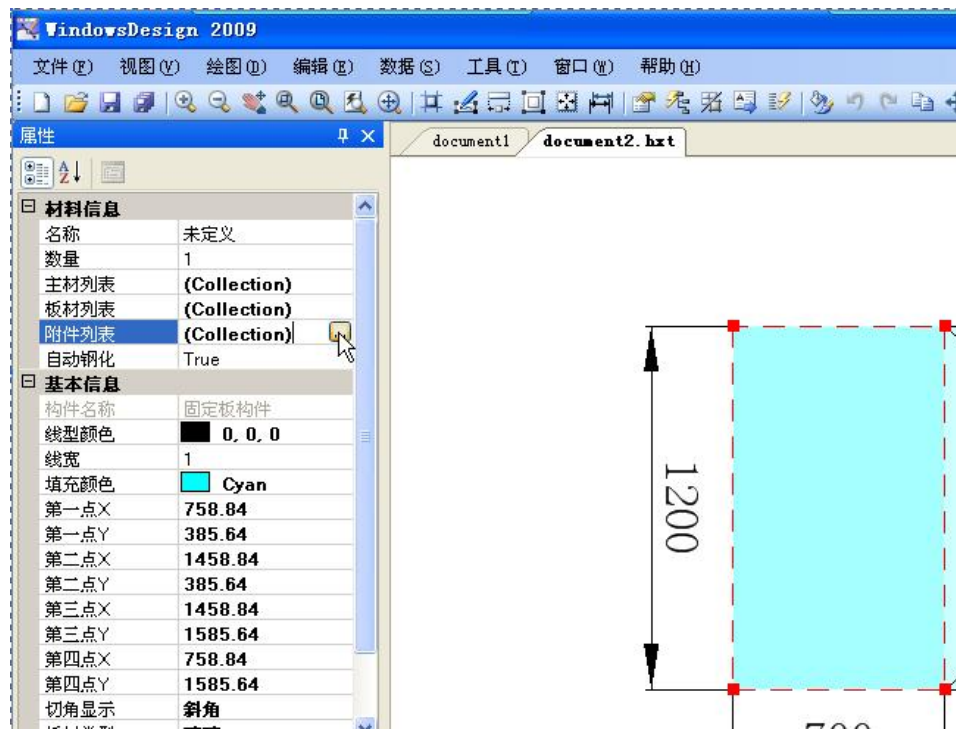 WindowsDesign 2009
文件(F) 视图(V) 绘图(D) 编辑(E) 数据(S) 工具(T) 窗口(W) 帮助(H)
属性
document1 document2.hxt
材料信息
名称 未定义
数量 1
主材列表 (Collection)
板材列表 (Collection)
附件列表 (Collection)
自动钢化 True
基本信息
构件名称 固定板构件
线型颜色 0, 0, 0
线宽 1
填充颜色 Cyan
第一点X 758.84
第一点Y 385.64
第二点X 1458.84
第二点Y 385.64
第三点X 1458.84
第三点Y 1585.64
第四点X 758.84
第四点Y 1585.64
切角显示 斜角
1200